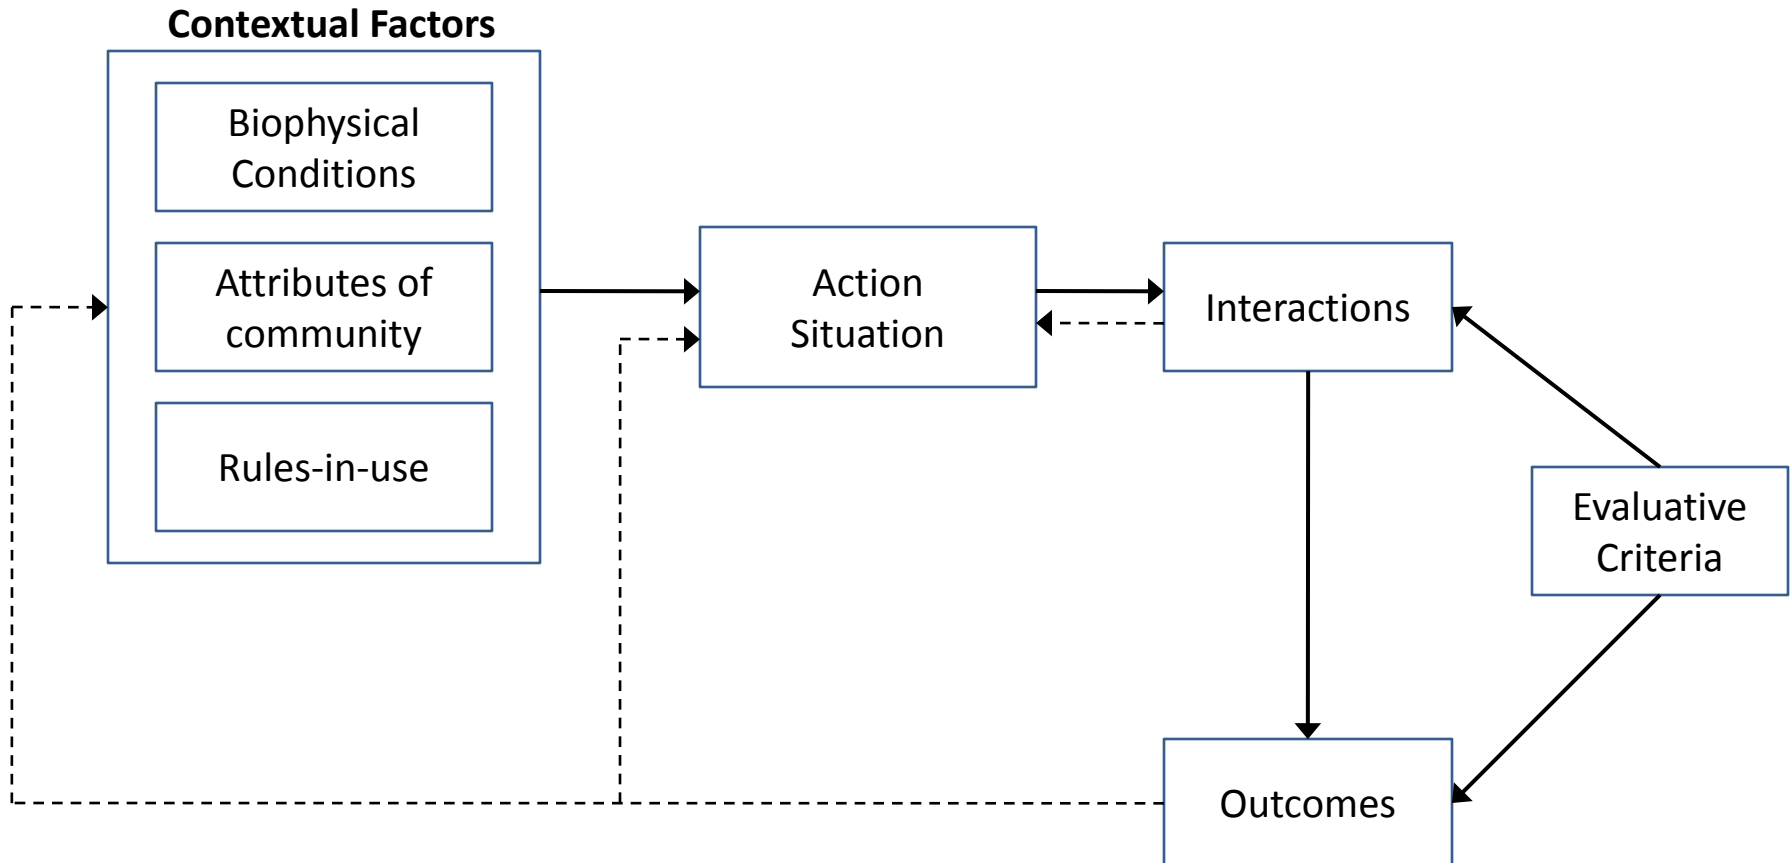 Contextual Factors
Biophysical
Conditions
Attributes of
community
Rules-in-use
Action
Situation
Interactions
Evaluative
Criteria
Outcomes